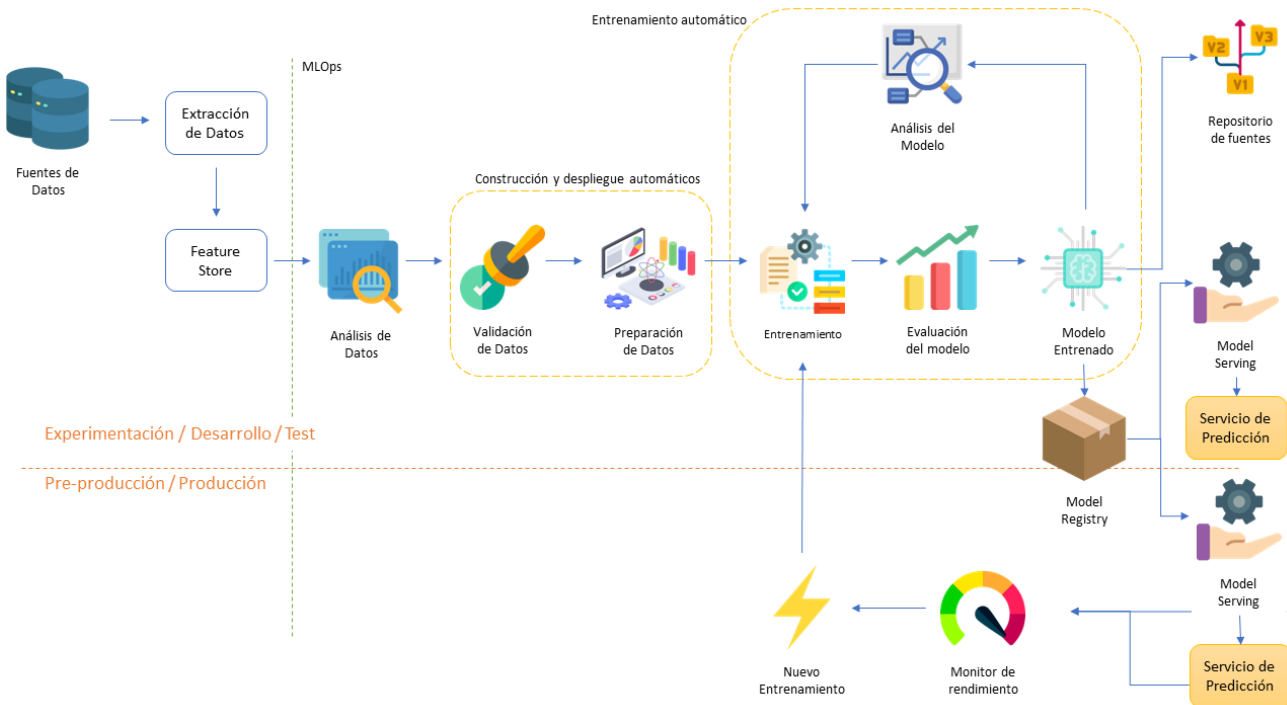 Entrenamiento automático
MLOps
V2
V3
V1
Extracción
de Datos
Análisis del
Modelo
Repositorio
de fuentes
Fuentes de
Datos
Construcción y despliegue automáticos
Feature
Store
Análisis de
Datos
Validación
de Datos
Preparación
de Datos
Entrenamiento
Evaluación
del modelo
Modelo
Entrenado
Model
Serving
Servicio de
Predicción
Experimentación / Desarrollo / Test
Pre-producción / Producción
Model
Registry
Model
Serving
Nuevo
Entrenamiento
Monitor de
rendimiento
Servicio de
Predicción